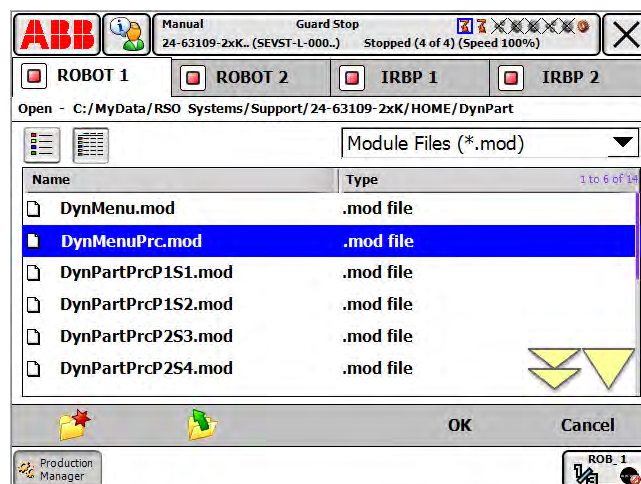 ABB
Manual Guard Stop
24-63109-2xK.. (SEVST-L-000..) Stopped (4 of 4) (Speed 100%)
ROBOT 1 ROBOT 2 IRBP 1 IRBP 2
Open - C:/MyData/RSO Systems/Support/24-63109-2xK/HOME/DynPart
Module Files (*.mod)
Name Type 1 to 6 of 14
DynMenu.mod .mod file
DynMenuPrc.mod .mod file
DynPartPrcP1S1.mod .mod file
DynPartPrcP1S2.mod .mod file
DynPartPrcP2S3.mod .mod file
DynPartPrcP2S4.mod .mod file
OK Cancel
Production
Manager
ROB_1